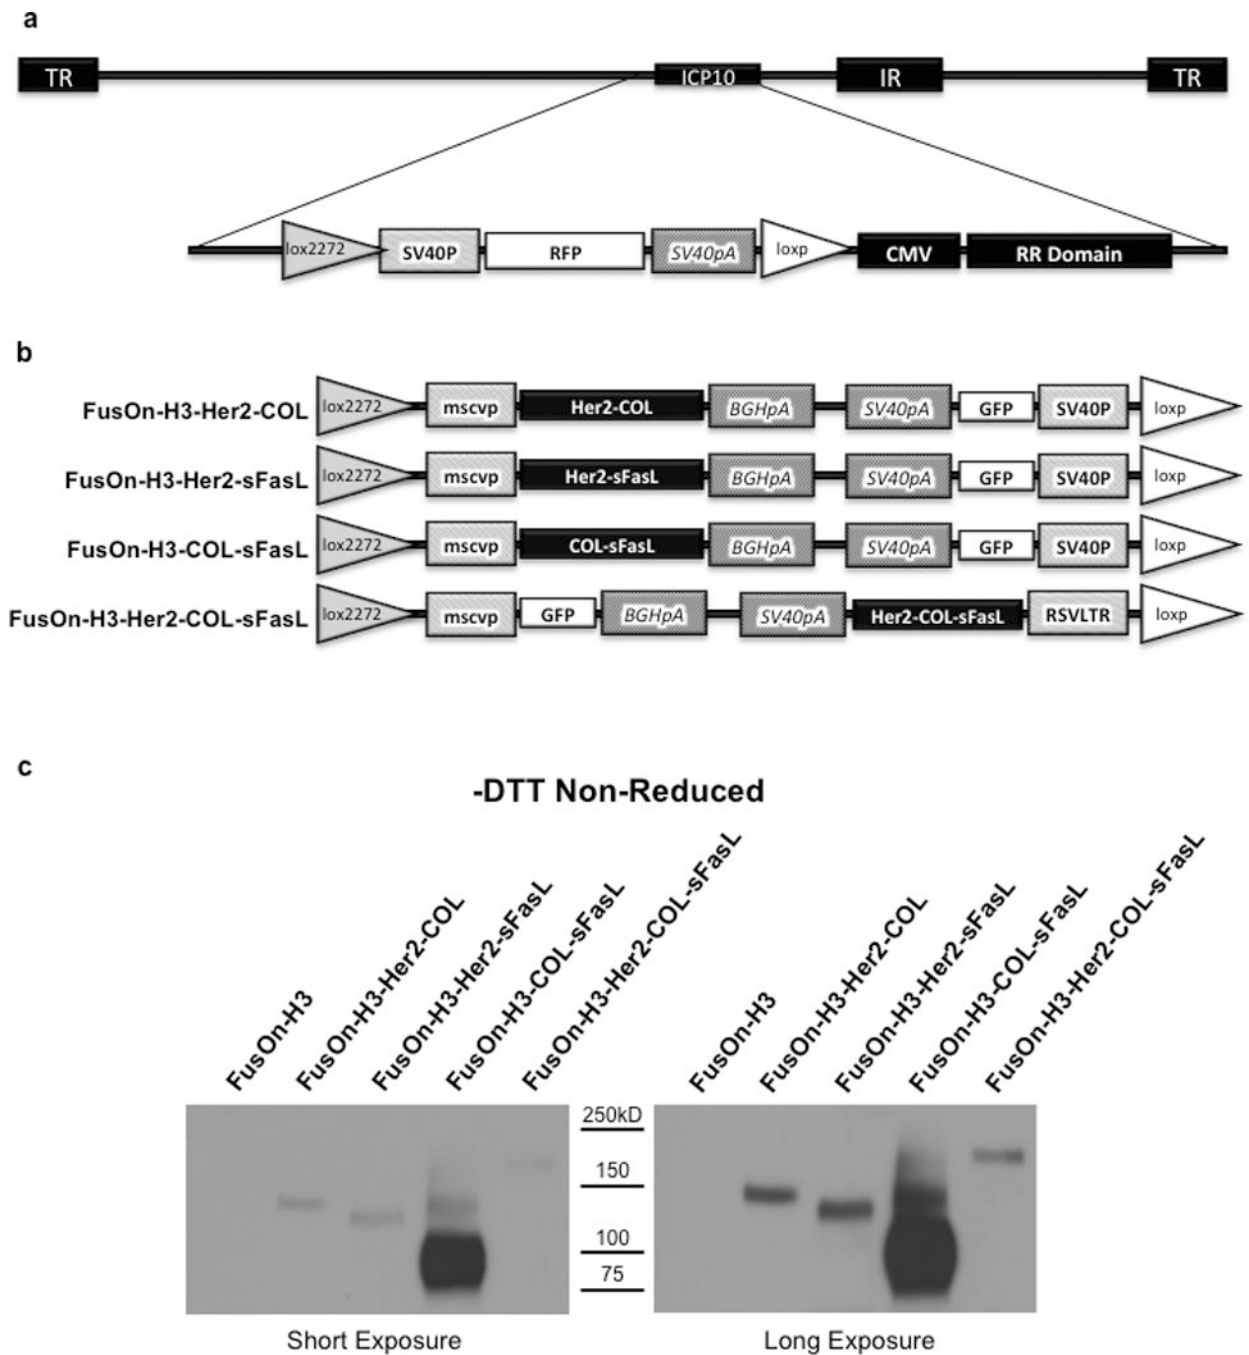 a
TR ICP10 IR TR
lox2272 SV40P RFP SV40pA loxp CMV RR Domain
b
FusOn-H3-Her2-COL lox2272 mscvp Her2-COL BGHpA SV40pA GFP SV40P loxp
FusOn-H3-Her2-sFasL lox2272 mscvp Her2-sFasL BGHpA SV40pA GFP SV40P loxp
FusOn-H3-COL-sFasL lox2272 mscvp COL-sFasL BGHpA SV40pA GFP SV40P loxp
FusOn-H3-Her2-COL-sFasL lox2272 mscvp GFP BGHpA SV40pA Her2-COL-sFasL RSVLTR loxp
c
-DTT Non-Reduced
FusOn-H3
FusOn-H3-Her2-COL
FusOn-H3-Her2-sFasL
FusOn-H3-COL-sFasL
FusOn-H3-Her2-COL-sFasL
FusOn-H3
FusOn-H3-Her2-COL
FusOn-H3-Her2-sFasL
FusOn-H3-COL-sFasL
FusOn-H3-Her2-COL-sFasL
250kD
150
100
75
Short Exposure
Long Exposure